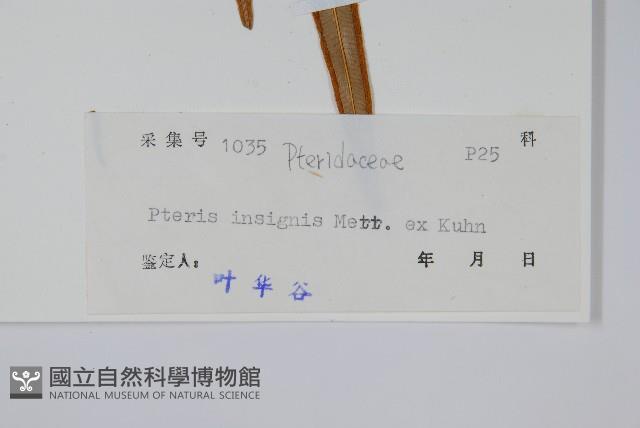 采集号 1035 Pteridaceae P25 科
Pteris insignis Mett. ex Kuhn
鉴定人： 年 月 日
叶华谷
國立自然科學博物館
NATIONAL MUSEUM OF NATURAL SCIENCE